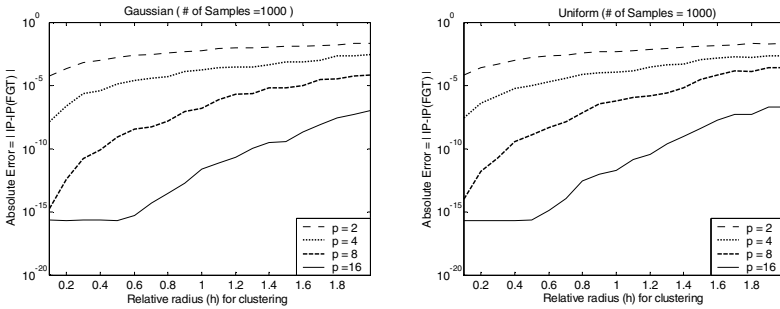 Gaussian ( # of Samples =1000 )
10^0
10^-5
10^-10
10^-15
10^-20
Absolute Error = | IP-IP(FGT) |
p = 2
p = 4
p = 8
p =16
0.2 0.4 0.6 0.8 1 1.2 1.4 1.6 1.8
Relative radius (h) for clustering
Uniform ( # of Samples = 1000)
10^0
10^-5
10^-10
10^-15
10^-20
Absolute Error = | IP-IP(FGT) |
p = 2
p = 4
p = 8
p = 16
0.2 0.4 0.6 0.8 1 1.2 1.4 1.6 1.8
Relative radius (h) for clustering